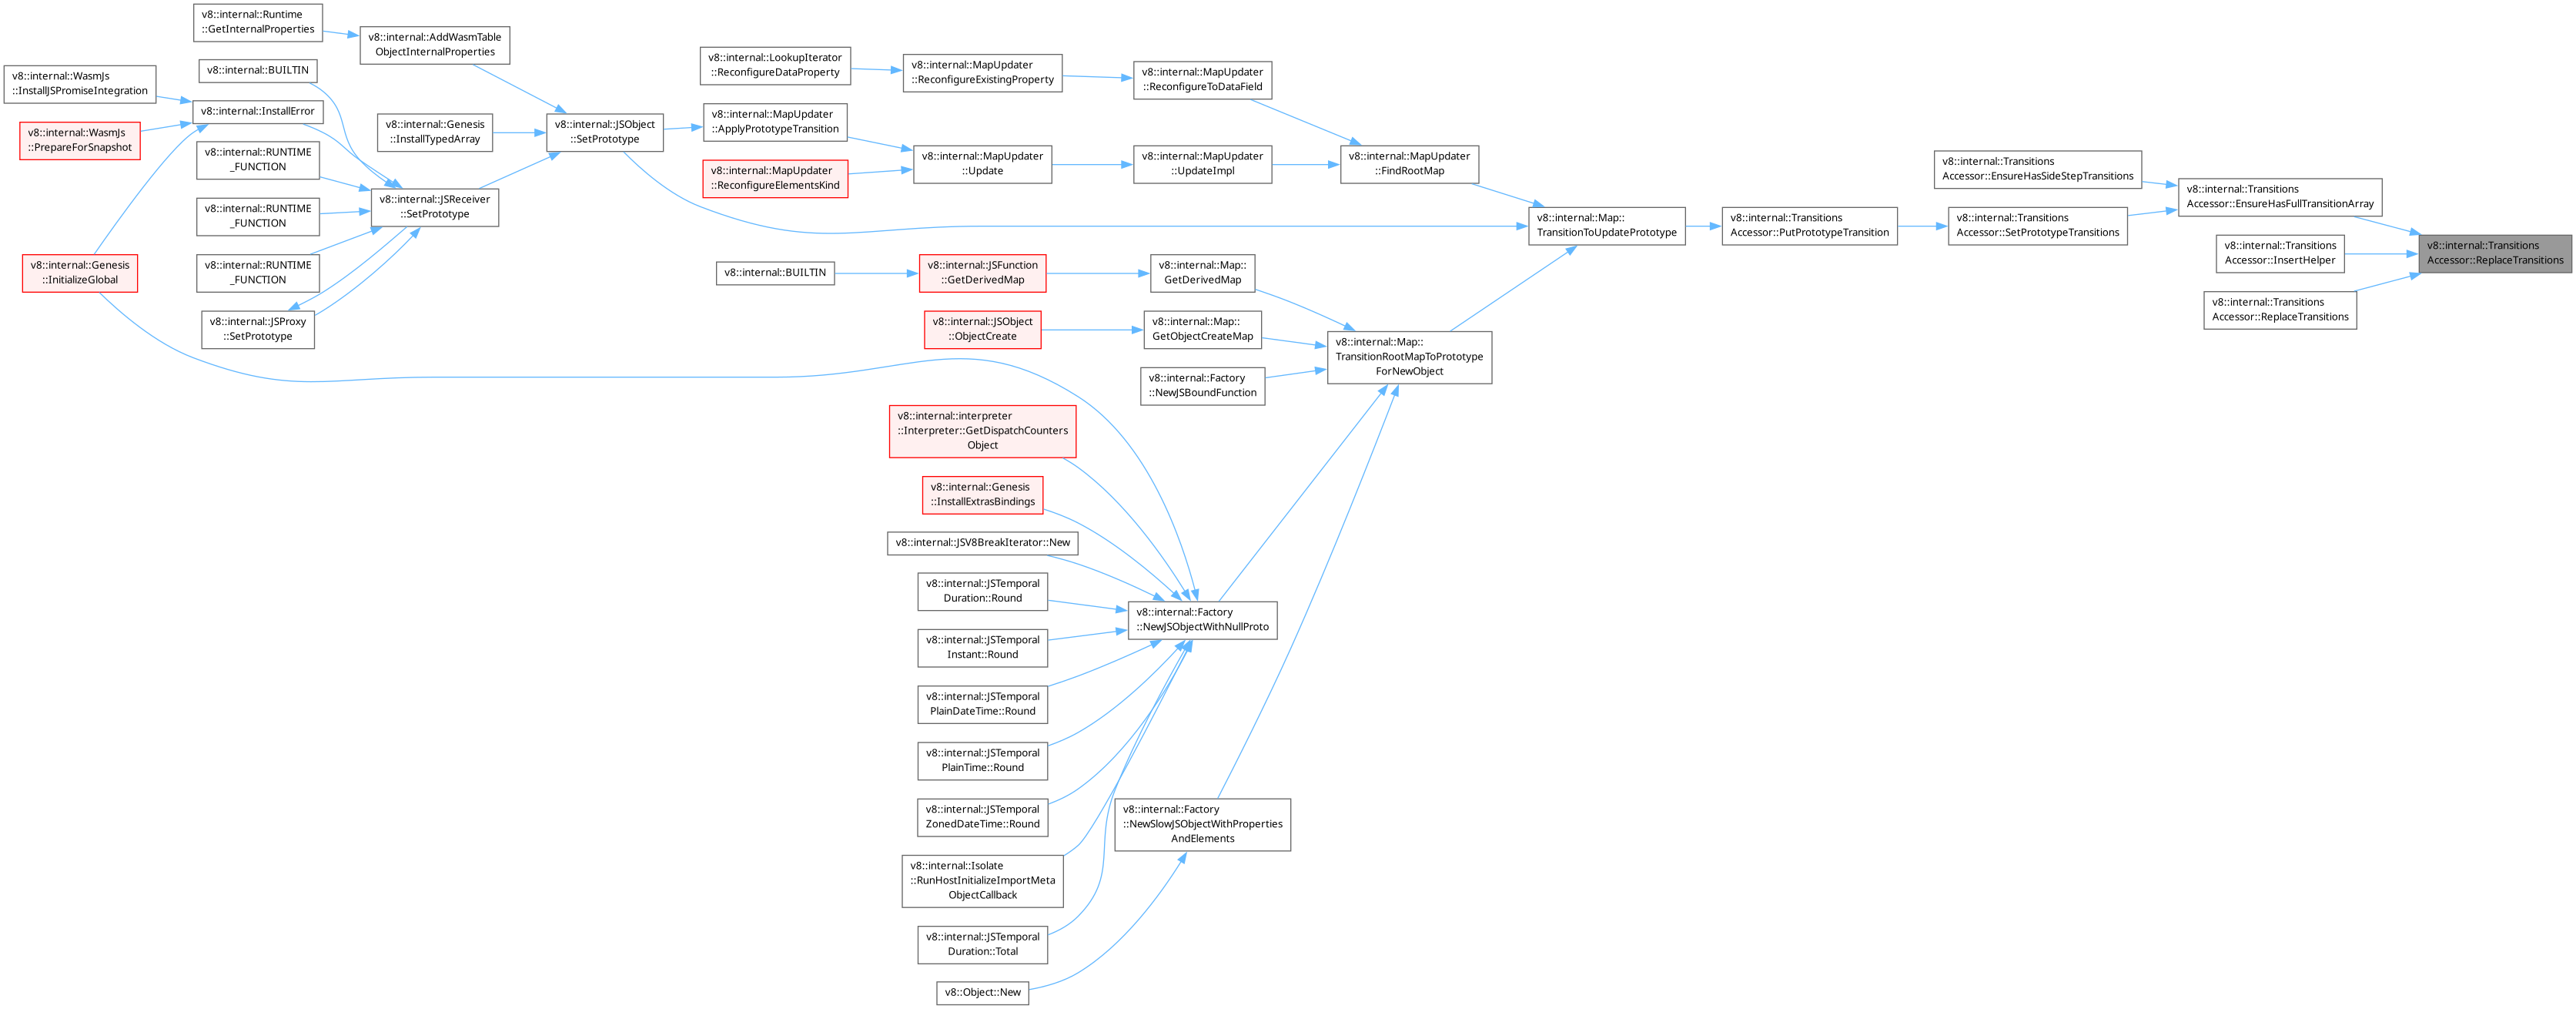 v8::internal::Runtime
::GetInternalProperties
v8::internal::AddWasmTable
ObjectInternalProperties
v8::internal::WasmJs
::InstallJSPromiseIntegration
v8::internal::BUILTIN
v8::internal::InstallError
v8::internal::WasmJs
::PrepareForSnapshot
v8::internal::RUNTIME
_FUNCTION
v8::internal::RUNTIME
_FUNCTION
v8::internal::RUNTIME
_FUNCTION
v8::internal::Genesis
::InitializeGlobal
v8::internal::JSProxy
::SetPrototype
v8::internal::Genesis
::InstallTypedArray
v8::internal::JSReceiver
::SetPrototype
v8::internal::JSObject
::SetPrototype
v8::internal::LookupIterator
::ReconfigureDataProperty
v8::internal::MapUpdater
::ApplyPrototypeTransition
v8::internal::MapUpdater
::ReconfigureElementsKind
v8::internal::BUILTIN
v8::internal::MapUpdater
::ReconfigureExistingProperty
v8::internal::MapUpdater
::Update
v8::internal::JSFunction
::GetDerivedMap
v8::internal::JSObject
::ObjectCreate
v8::internal::interpreter
::Interpreter::GetDispatchCounters
Object
v8::internal::Genesis
::InstallExtrasBindings
v8::internal::JSV8BreakIterator::New
v8::internal::JSTemporal
Duration::Round
v8::internal::JSTemporal
Instant::Round
v8::internal::JSTemporal
PlainDateTime::Round
v8::internal::JSTemporal
PlainTime::Round
v8::internal::JSTemporal
ZonedDateTime::Round
v8::internal::Isolate
::RunHostInitializeImportMeta
ObjectCallback
v8::internal::JSTemporal
Duration::Total
v8::Object::New
v8::internal::MapUpdater
::ReconfigureToDataField
v8::internal::MapUpdater
::UpdateImpl
v8::internal::Map::
GetDerivedMap
v8::internal::Map::
GetObjectCreateMap
v8::internal::Factory
::NewJSBoundFunction
v8::internal::Factory
::NewJSObjectWithNullProto
v8::internal::Factory
::NewSlowJSObjectWithProperties
AndElements
v8::internal::MapUpdater
::FindRootMap
v8::internal::Map::
TransitionRootMapToPrototype
ForNewObject
v8::internal::Map::
TransitionToUpdatePrototype
v8::internal::Transitions
Accessor::PutPrototypeTransition
v8::internal::Transitions
Accessor::EnsureHasSideStepTransitions
v8::internal::Transitions
Accessor::SetPrototypeTransitions
v8::internal::Transitions
Accessor::EnsureHasFullTransitionArray
v8::internal::Transitions
Accessor::InsertHelper
v8::internal::Transitions
Accessor::ReplaceTransitions
v8::internal::Transitions
Accessor::ReplaceTransitions